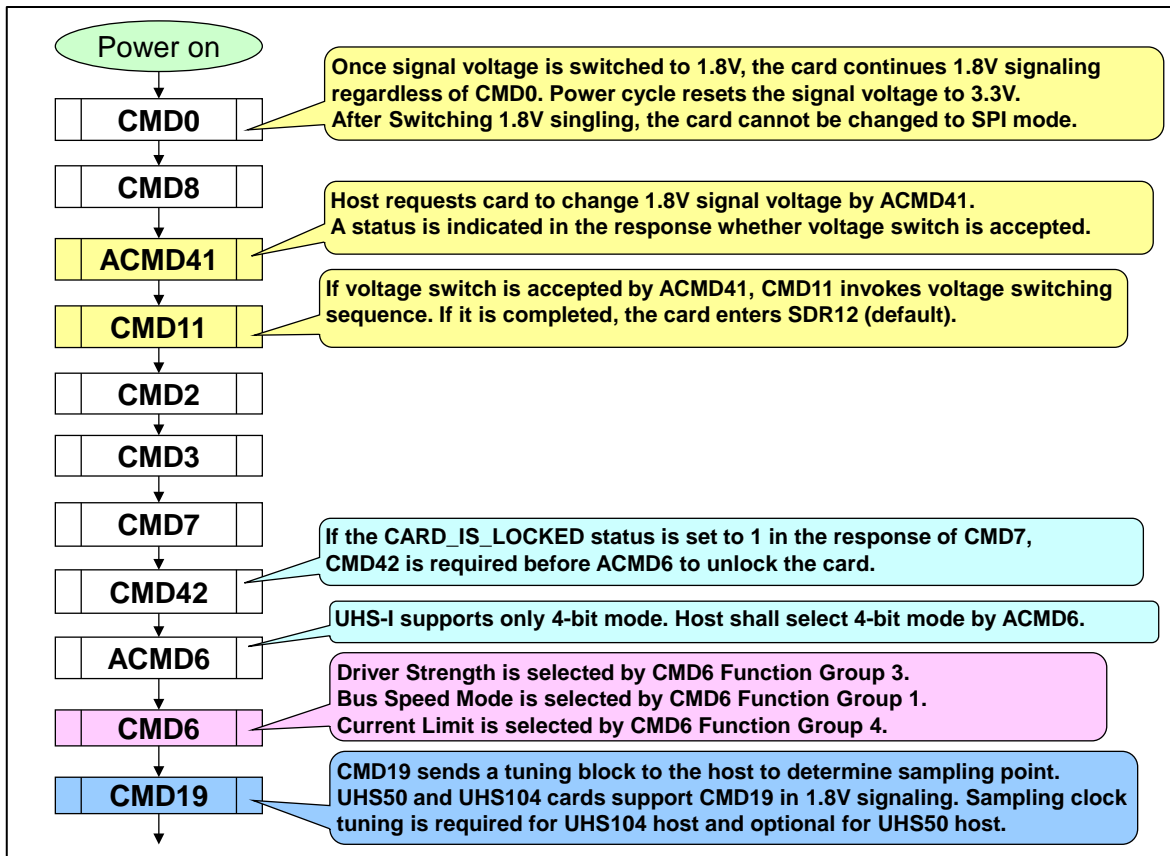 Power on
CMD0
Once signal voltage is switched to 1.8V, the card continues 1.8V signaling
regardless of CMD0. Power cycle resets the signal voltage to 3.3V.
After Switching 1.8V singling, the card cannot be changed to SPI mode.
CMD8
ACMD41
Host requests card to change 1.8V signal voltage by ACMD41.
A status is indicated in the response whether voltage switch is accepted.
CMD11
If voltage switch is accepted by ACMD41, CMD11 invokes voltage switching
sequence. If it is completed, the card enters SDR12 (default).
CMD2
CMD3
CMD7
CMD42
If the CARD_IS_LOCKED status is set to 1 in the response of CMD7,
CMD42 is required before ACMD6 to unlock the card.
ACMD6
UHS-I supports only 4-bit mode. Host shall select 4-bit mode by ACMD6.
CMD6
Driver Strength is selected by CMD6 Function Group 3.
Bus Speed Mode is selected by CMD6 Function Group 1.
Current Limit is selected by CMD6 Function Group 4.
CMD19
CMD19 sends a tuning block to the host to determine sampling point.
UHS50 and UHS104 cards support CMD19 in 1.8V signaling. Sampling clock
tuning is required for UHS104 host and optional for UHS50 host.